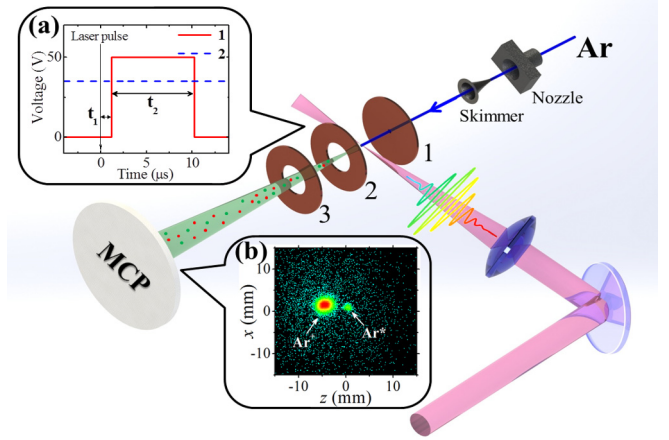 (a)
Laser pulse
1
2
50
0
t1
t2
Voltage (V)
0
5
10
Time (μs)
Ar
Nozzle
Skimmer
1
2
3
MCP
(b)
10
0
-10
x (mm)
Ar+
Ar*
-10
0
10
z (mm)